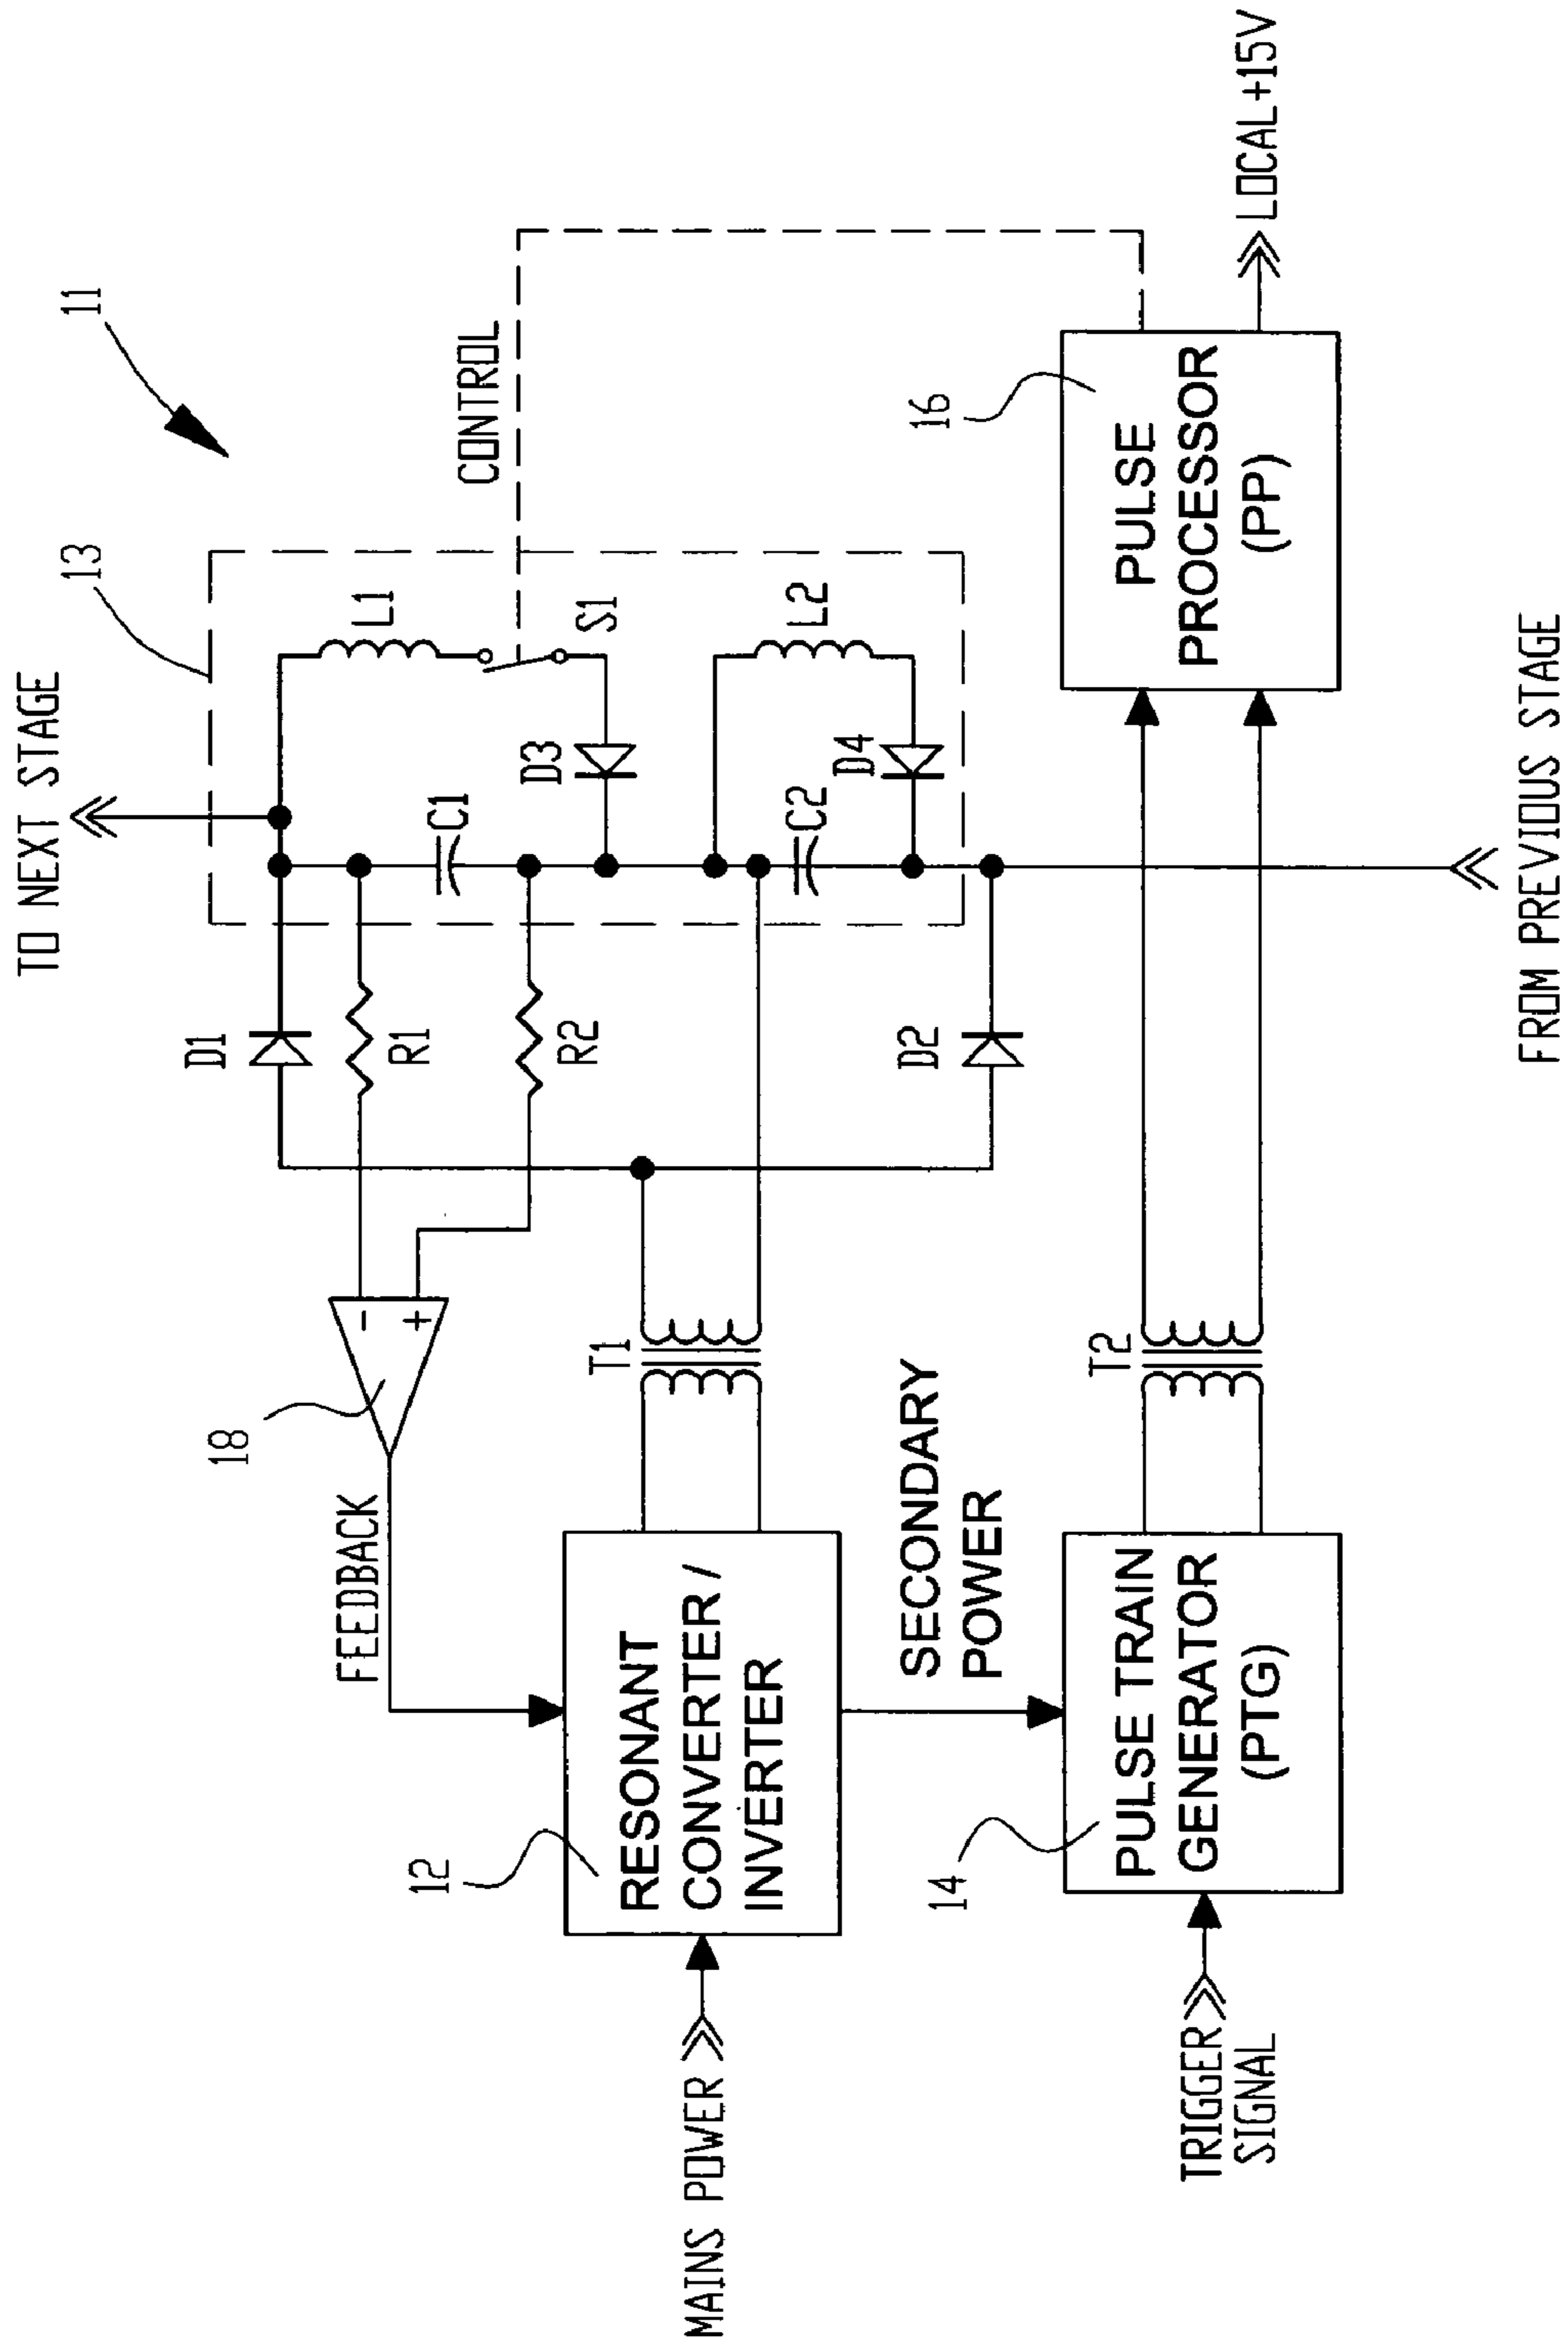 11
TO NEXT STAGE
13
CONTROL
L1
S1
D3
C1
L2
D4
C2
D1
R1
R2
D2
18
FEEDBACK
T1
12
RESONANT
CONVERTER /
INVERTER
MAINS POWER
SECONDARY
POWER
16
PULSE
PROCESSOR
(PP)
LOCAL+15V
T2
14
PULSE TRAIN
GENERATOR
(PTG)
TRIGGER
SIGNAL
FROM PREVIOUS STAGE
-
+